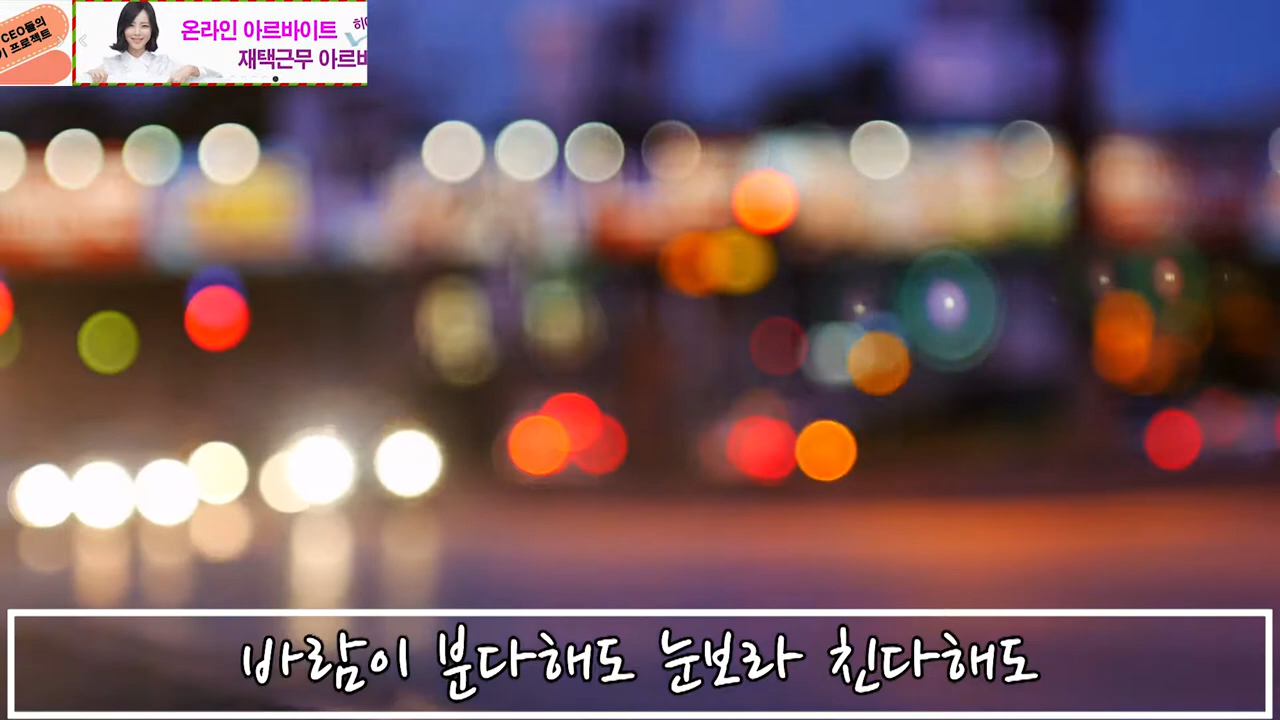 CEO들의
기 프로젝트
온라인 아르바이트
재택근무 아르바
바람이 분다해도 눈보라 친다해도